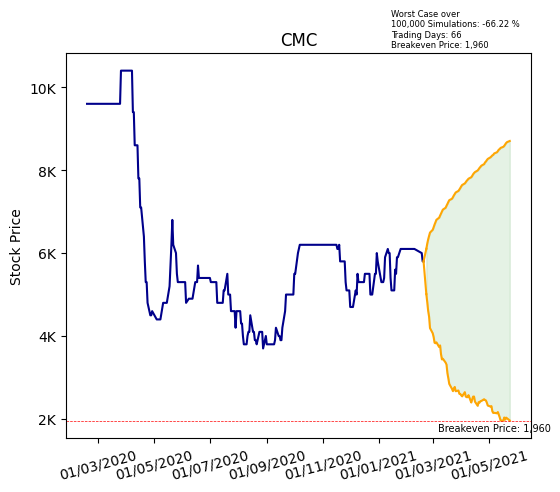 Worst Case over
100,000 Simulations: -66.22 %
Trading Days: 66
Breakeven Price: 1,960
CMC
Stock Price
10K
8K
6K
4K
2K
Breakeven Price: 1,960
01/03/2020
01/05/2020
01/07/2020
01/09/2020
01/11/2020
01/01/2021
01/03/2021
01/05/2021